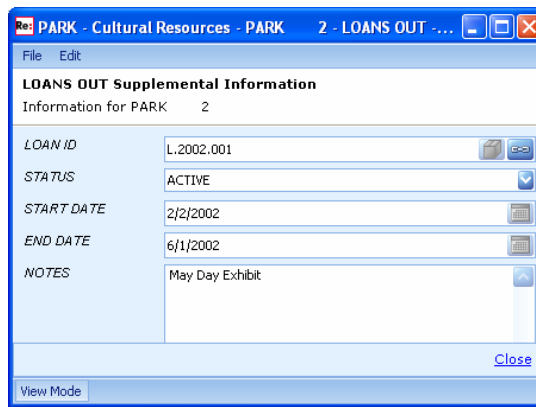 Re: PARK - Cultural Resources - PARK 2 - LOANS OUT -...
File Edit
LOANS OUT Supplemental Information
Information for PARK 2
LOAN ID L.2002.001
STATUS ACTIVE
START DATE 2/2/2002
END DATE 6/1/2002
NOTES May Day Exhibit
Close
View Mode